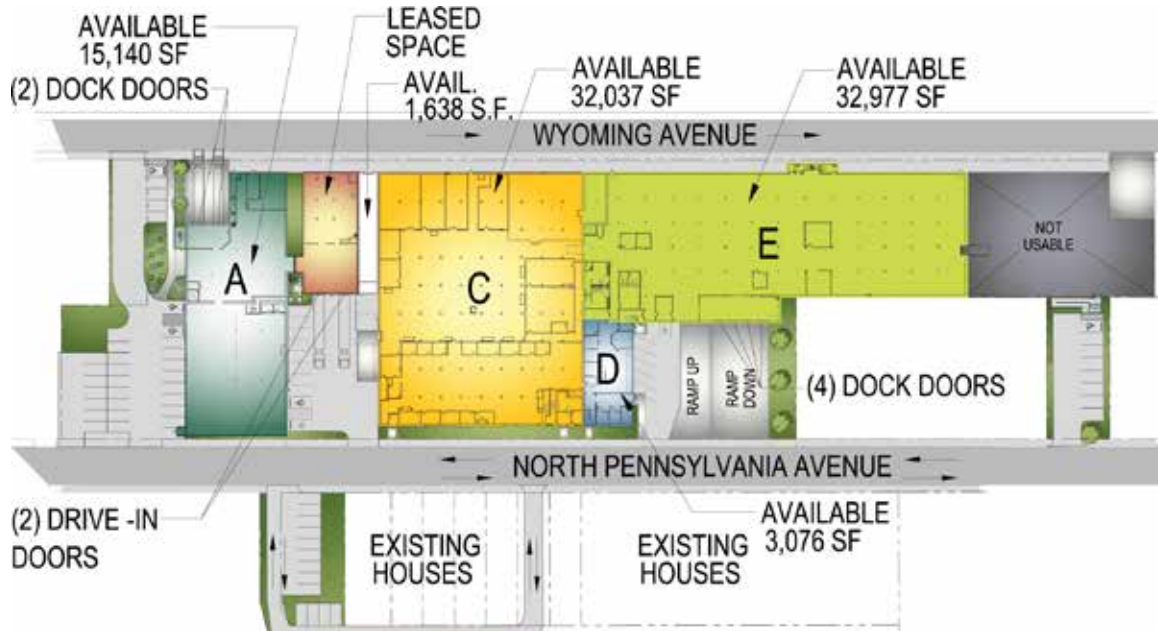 AVAILABLE
15,140 SF
(2) DOCK DOORS
LEASED
SPACE
AVAIL.
1,638 S.F.
AVAILABLE
32,037 SF
AVAILABLE
32,977 SF
WYOMING AVENUE
A
C
E
NOT
USABLE
D
RAMP UP
RAMP
DOWN
(4) DOCK DOORS
NORTH PENNSYLVANIA AVENUE
(2) DRIVE -IN
DOORS
EXISTING
HOUSES
EXISTING
HOUSES
AVAILABLE
3,076 SF